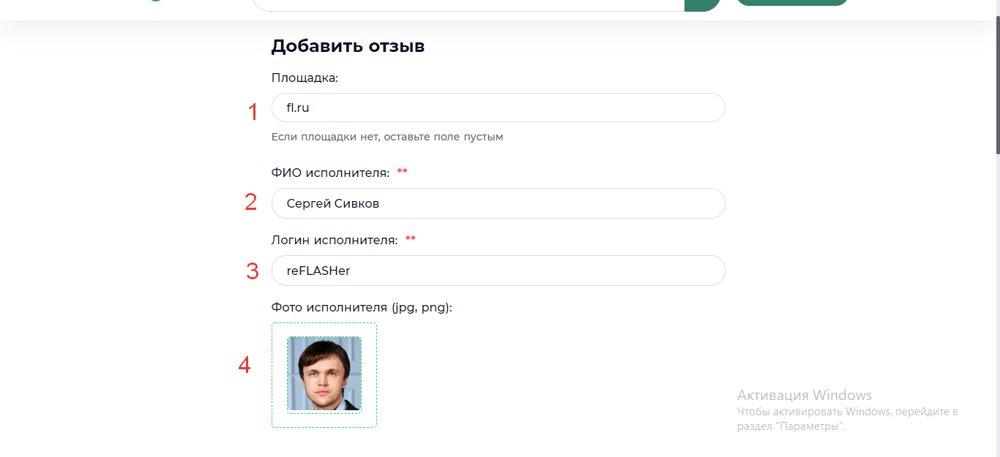 Добавить отзыв
Площадка:
1
fl.ru
Если площадки нет, оставьте поле пустым
ФИО исполнителя: **
2
Сергей Сивков
Логин исполнителя: **
3
reFLASHer
Фото исполнителя (jpg, png):
4
Активация Windows
Чтобы активировать Windows, перейдите в
раздел "Параметры".